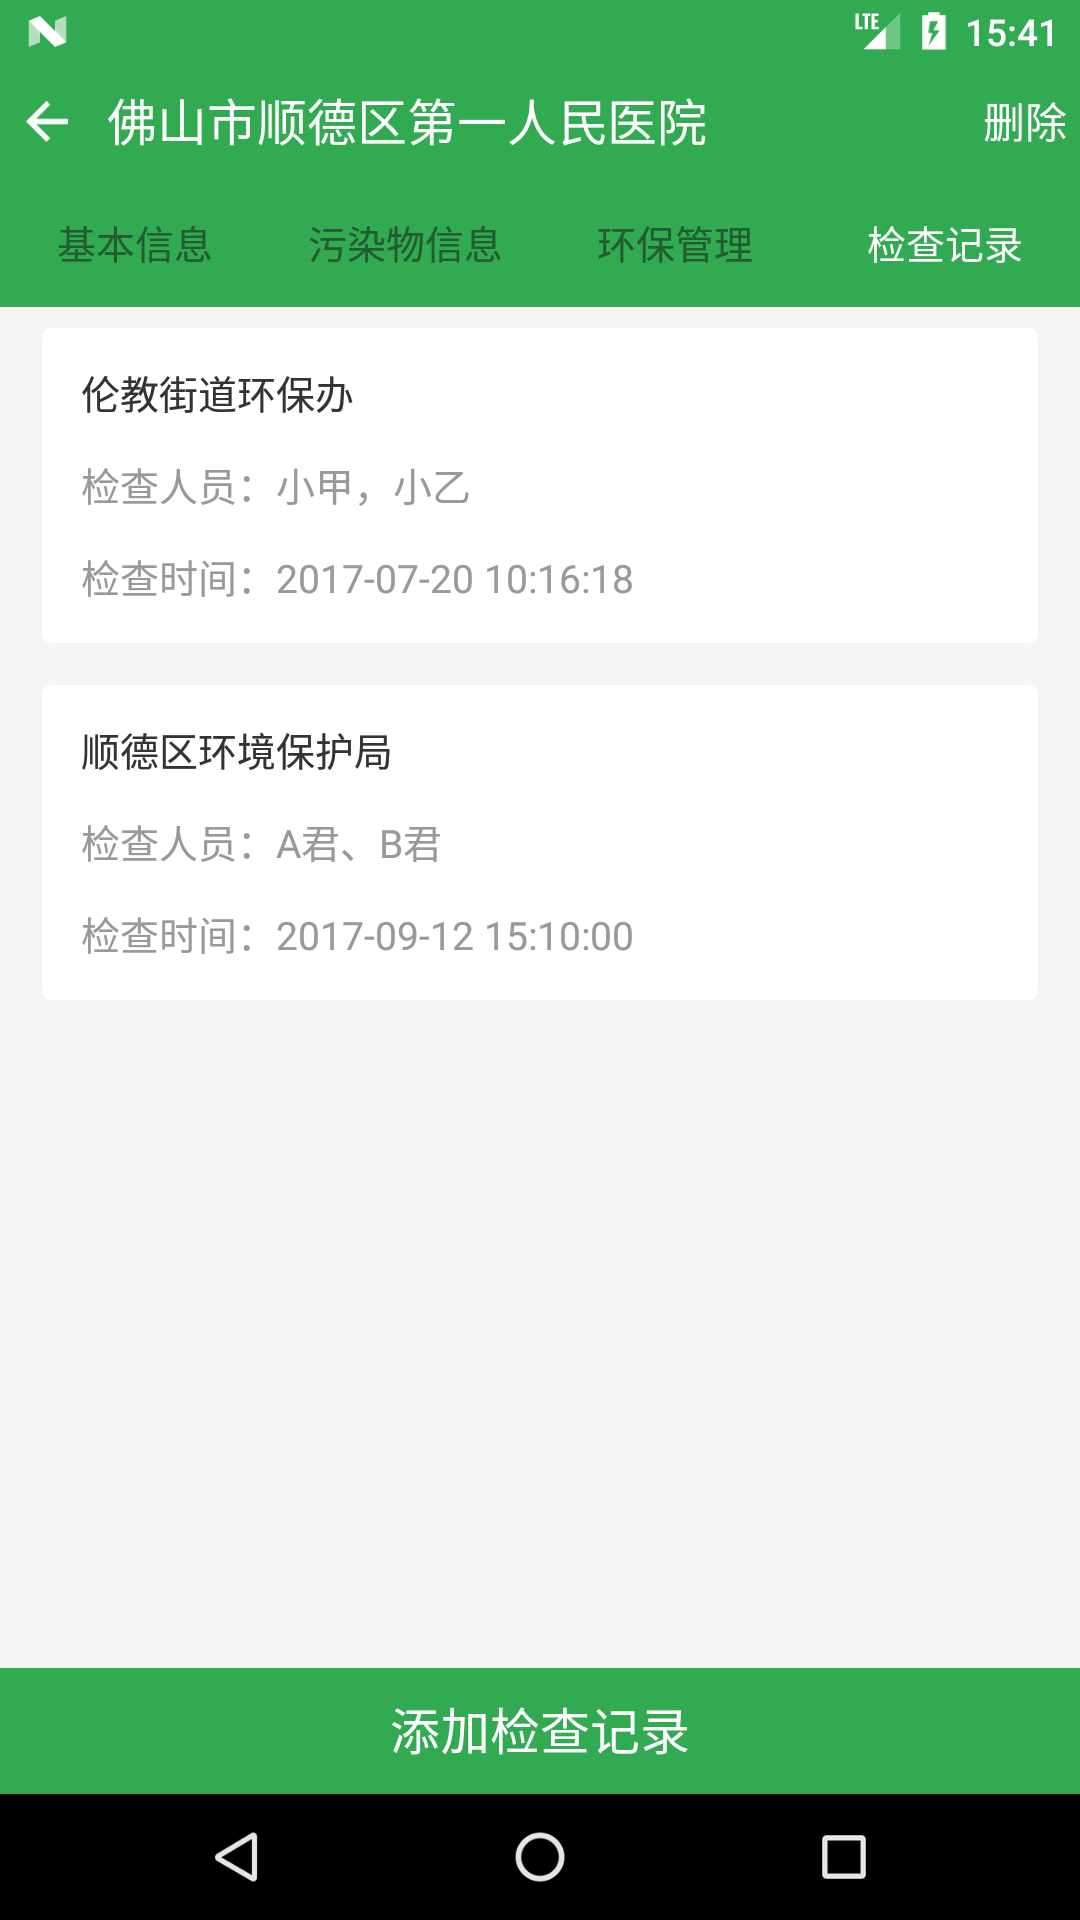 LTE 15:41
佛山市顺德区第一人民医院 删除
基本信息 污染物信息 环保管理 检查记录
伦教街道环保办
检查人员：小甲，小乙
检查时间：2017-07-20 10:16:18
顺德区环境保护局
检查人员：A君、B君
检查时间：2017-09-12 15:10:00
添加检查记录